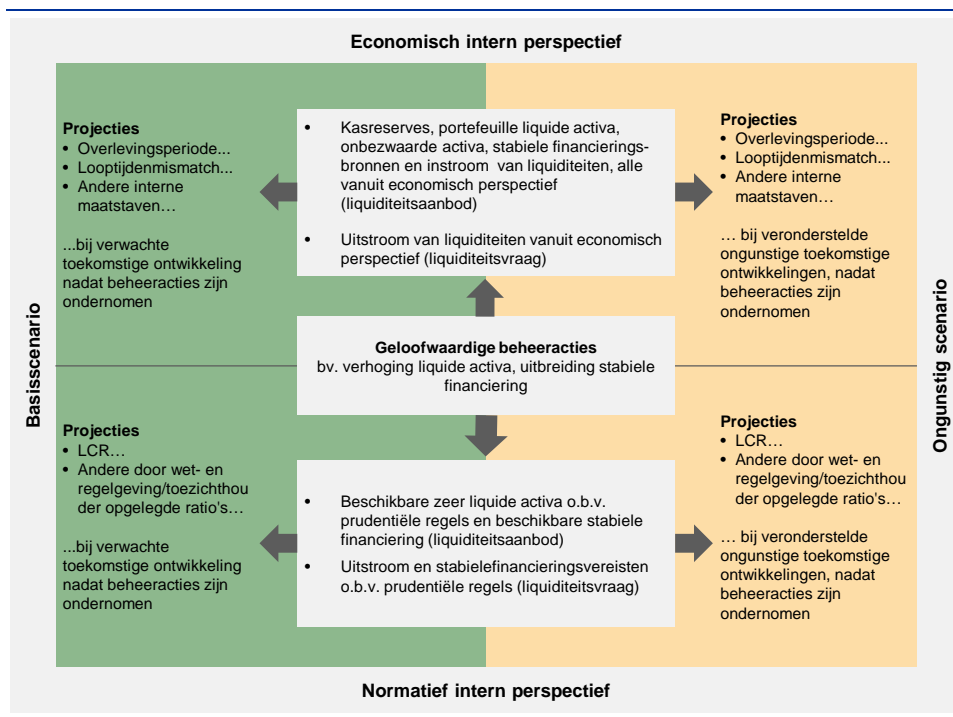 Economisch intern perspectief
Basisscenario
Projecties
• Overlevingsperiode...
• Looptijdenmismatch...
• Andere interne
maatstaven…
...bij verwachte
toekomstige ontwikkeling
nadat beheeracties zijn
ondernomen
• Kasreserves, portefeuille liquide activa,
onbezwaarde activa, stabiele financierings-
bronnen en instroom van liquiditeiten, alle
vanuit economisch perspectief
(liquiditeitsaanbod)
• Uitstroom van liquiditeiten vanuit economisch
perspectief (liquiditeitsvraag)
Projecties
• Overlevingsperiode...
• Looptijdenmismatch...
• Andere interne
maatstaven…
… bij veronderstelde
ongunstige toekomstige
ontwikkelingen, nadat
beheeracties zijn
ondernomen
Geloofwaardige beheeracties
bv. verhoging liquide activa, uitbreiding stabiele
financiering
Projecties
• LCR…
• Andere door wet- en
regelgeving/toezichthou
der opgelegde ratio's…
...bij verwachte
toekomstige ontwikkeling
nadat beheeracties zijn
ondernomen
• Beschikbare zeer liquide activa o.b.v.
prudentiële regels en beschikbare stabiele
financiering (liquiditeitsaanbod)
• Uitstroom en stabielefinancieringsvereisten
o.b.v. prudentiële regels (liquiditeitsvraag)
Projecties
• LCR…
• Andere door wet- en
regelgeving/toezichthou
der opgelegde ratio's…
… bij veronderstelde
ongunstige toekomstige
ontwikkelingen, nadat
beheeracties zijn
ondernomen
Ongunstig scenario
Normatief intern perspectief